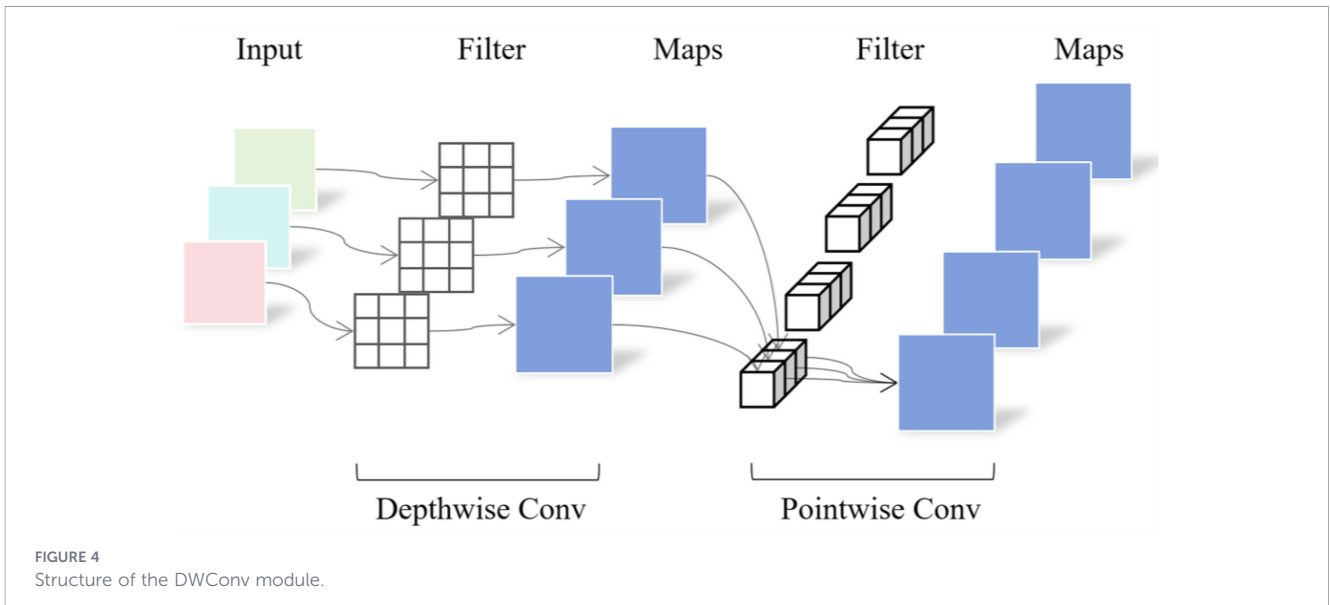 Input Filter Maps Filter Maps
Depthwise Conv Pointwise Conv
FIGURE 4
Structure of the DWConv module.